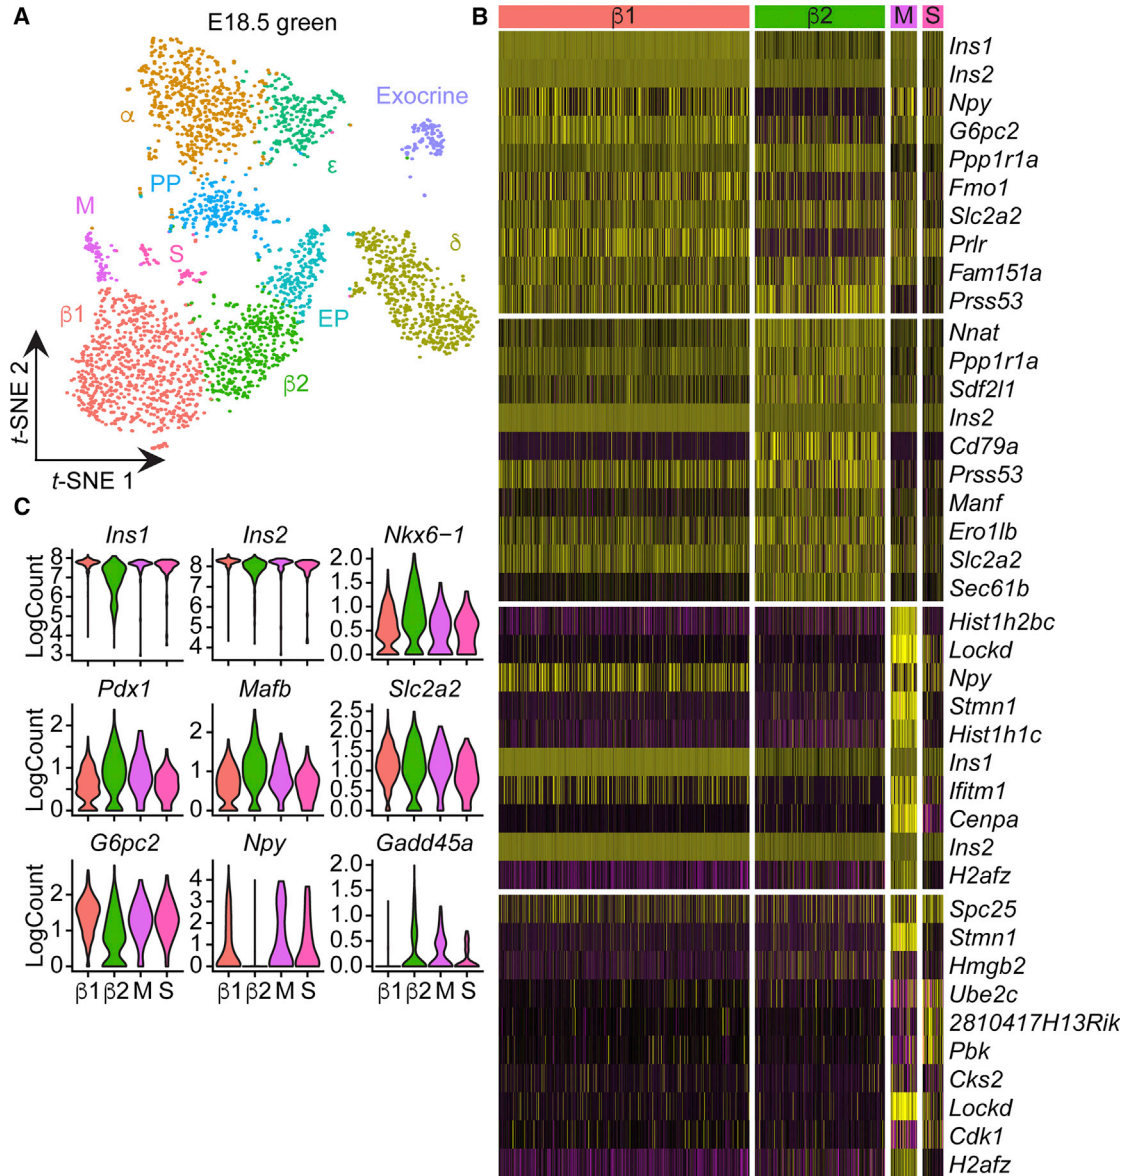 A
E18.5 green
α
ε
Exocrine
PP
M
S
δ
β1
EP
β2
t-SNE 2
t-SNE 1
B
β1 β2 M S
Ins1
Ins2
Npy
G6pc2
Ppp1r1a
Fmo1
Slc2a2
Prlr
Fam151a
Prss53
Nnat
Ppp1r1a
Sdf2l1
Ins2
Cd79a
Prss53
Manf
Ero1lb
Slc2a2
Sec61b
Hist1h2bc
Lockd
Npy
Stmn1
Hist1h1c
Ins1
Ifitm1
Cenpa
Ins2
H2afz
Spc25
Stmn1
Hmgb2
Ube2c
2810417H13Rik
Pbk
Cks2
Lockd
Cdk1
H2afz
C
Ins1 Ins2 Nkx6−1
LogCount
8
7
6
5
4
3
8
7
6
5
4
2.0
1.5
1.0
0.5
0.0
Pdx1 Mafb Slc2a2
LogCount
2
1
0
2
1
0
2.5
2.0
1.5
1.0
0.5
0.0
G6pc2 Npy Gadd45a
LogCount
2
1
0
4
3
2
1
0
2.0
1.5
1.0
0.5
0.0
β1 β2 M S β1 β2 M S β1 β2 M S